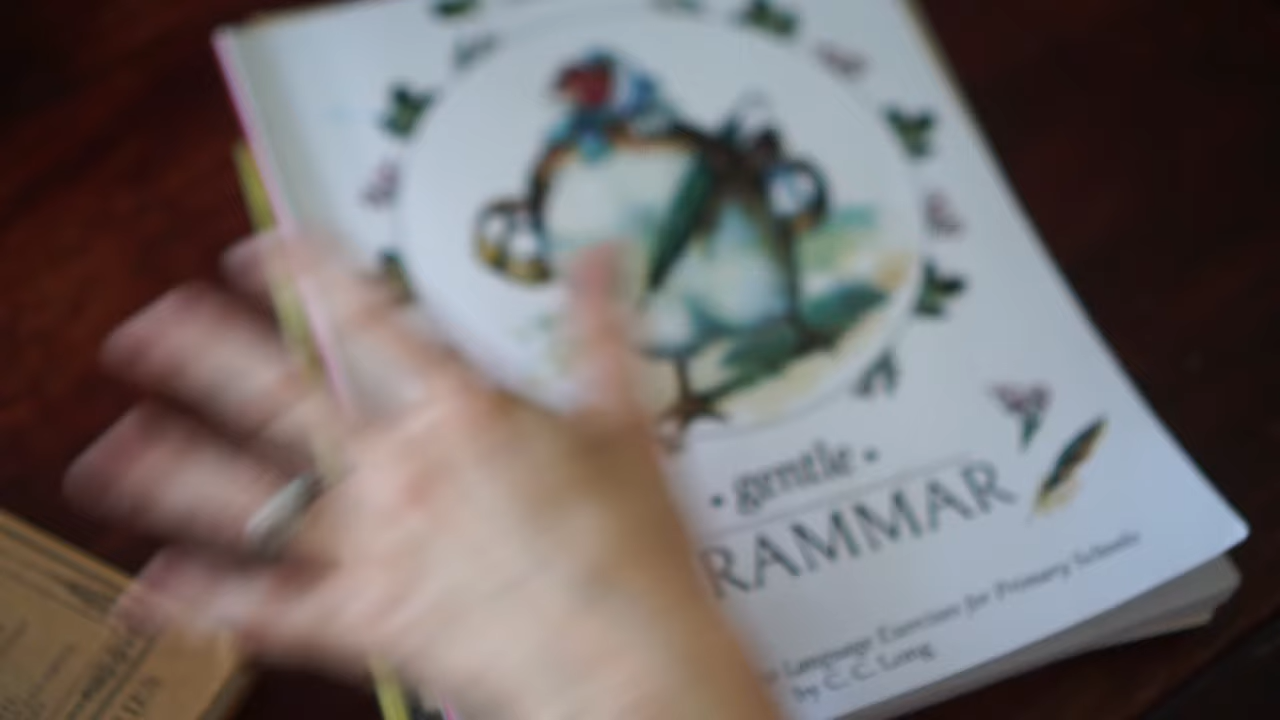 • gentle •
RAMMAR
Language Exercises for Primary Schools
by C. C. Long